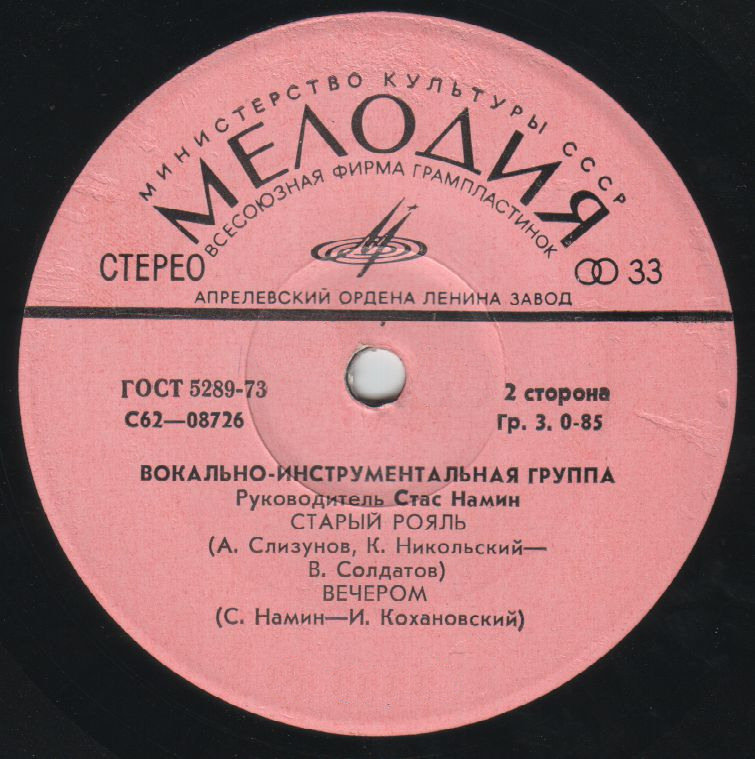 МИНИСТЕРСТВО КУЛЬТУРЫ СССР
МЕЛОДИЯ
ВСЕСОЮЗНАЯ ФИРМА ГРАМПЛАСТИНОК
СТЕРЕО
33
АПРЕЛЕВСКИЙ ОРДЕНА ЛЕНИНА ЗАВОД
ГОСТ 5289-73
2 сторона
С62—08726
Гр. 3. 0-85
ВОКАЛЬНО-ИНСТРУМЕНТАЛЬНАЯ ГРУППА
Руководитель Стас Намин
СТАРЫЙ РОЯЛЬ
(А. Слизунов, К. Никольский—
В. Солдатов)
ВЕЧЕРОМ
(С. Намин—И. Кохановский)